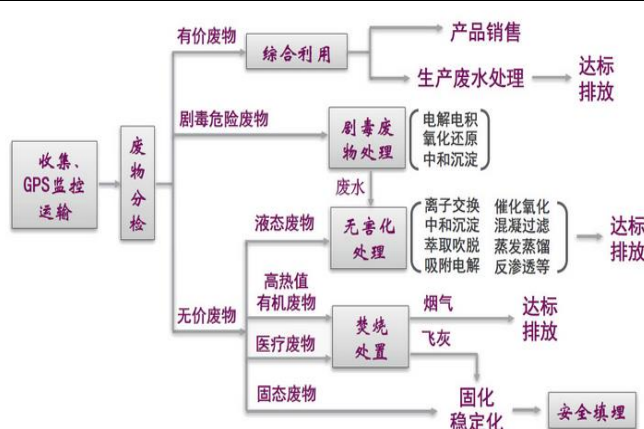 收集、
GPS监控
运输
废
物
分
检
有价废物
综合利用
产品销售
生产废水处理
达标
排放
剧毒危险废物
剧毒废
物处理
电解电积
氧化还原
中和沉淀
废水
无价废物
液态废物
无害化
处理
离子交换 催化氧化
中和沉淀 混凝过滤
萃取吹脱 蒸发蒸馏
吸附电解 反渗透等
达标
排放
高热值
有机废物
医疗废物
焚烧
处置
烟气
达标
排放
飞灰
固态废物
固化
稳定化
安全填埋